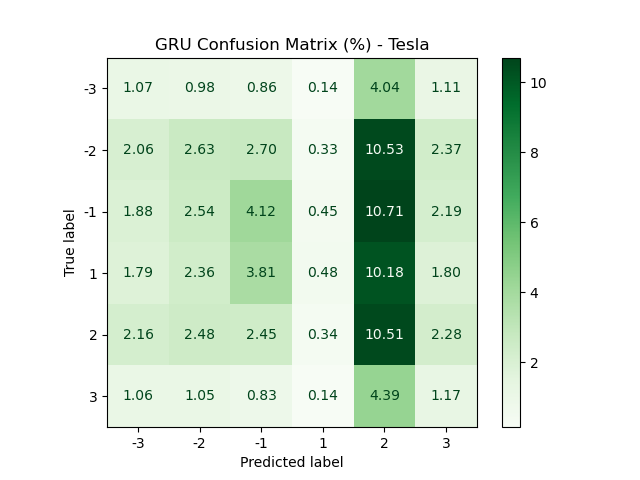 GRU Confusion Matrix (%) - Tesla
-3 1.07 0.98 0.86 0.14 4.04 1.11
-2 2.06 2.63 2.70 0.33 10.53 2.37
-1 1.88 2.54 4.12 0.45 10.71 2.19
1 1.79 2.36 3.81 0.48 10.18 1.80
2 2.16 2.48 2.45 0.34 10.51 2.28
3 1.06 1.05 0.83 0.14 4.39 1.17
-3 -2 -1 1 2 3
Predicted label
True label
10
8
6
4
2